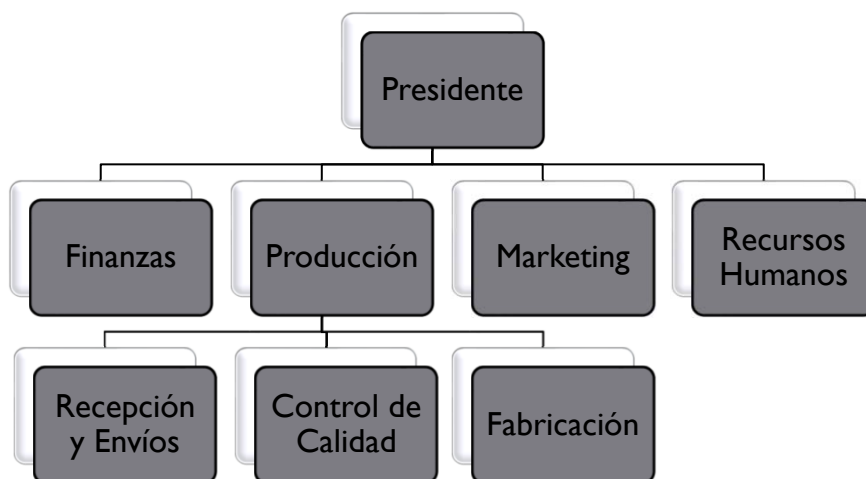 Presidente
Finanzas
Producción
Marketing
Recursos
Humanos
Recepción
y Envíos
Control de
Calidad
Fabricación